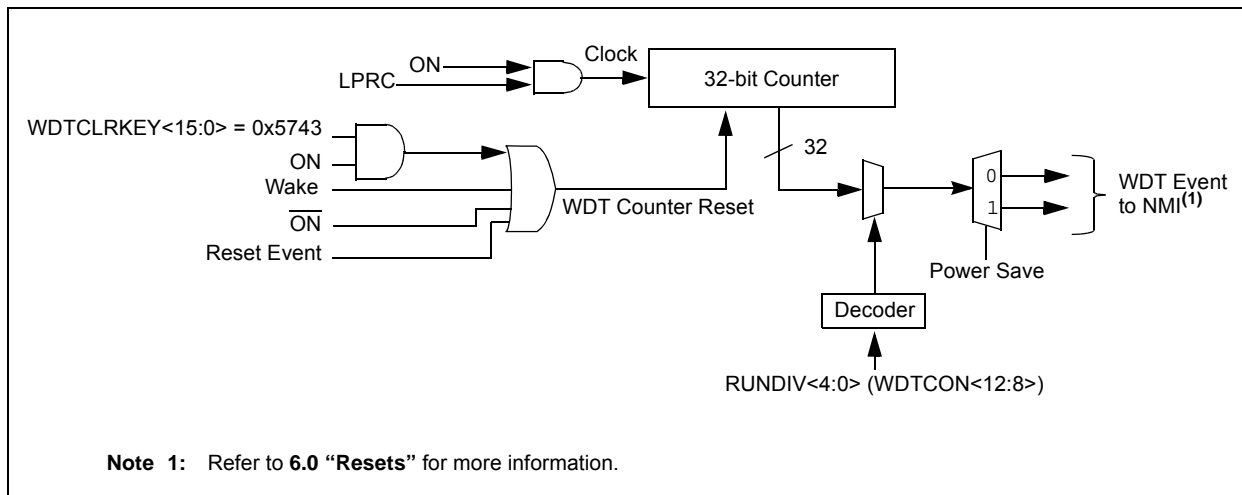 ON
Clock
LPRC
32-bit Counter
WDTCLRKEY<15:0> = 0x5743
ON
32
Wake
WDT Counter Reset
0
1
WDT Event
to NMI(1)
ON
Reset Event
Power Save
Decoder
RUNDIV<4:0> (WDTCON<12:8>)
Note 1: Refer to 6.0 “Resets” for more information.